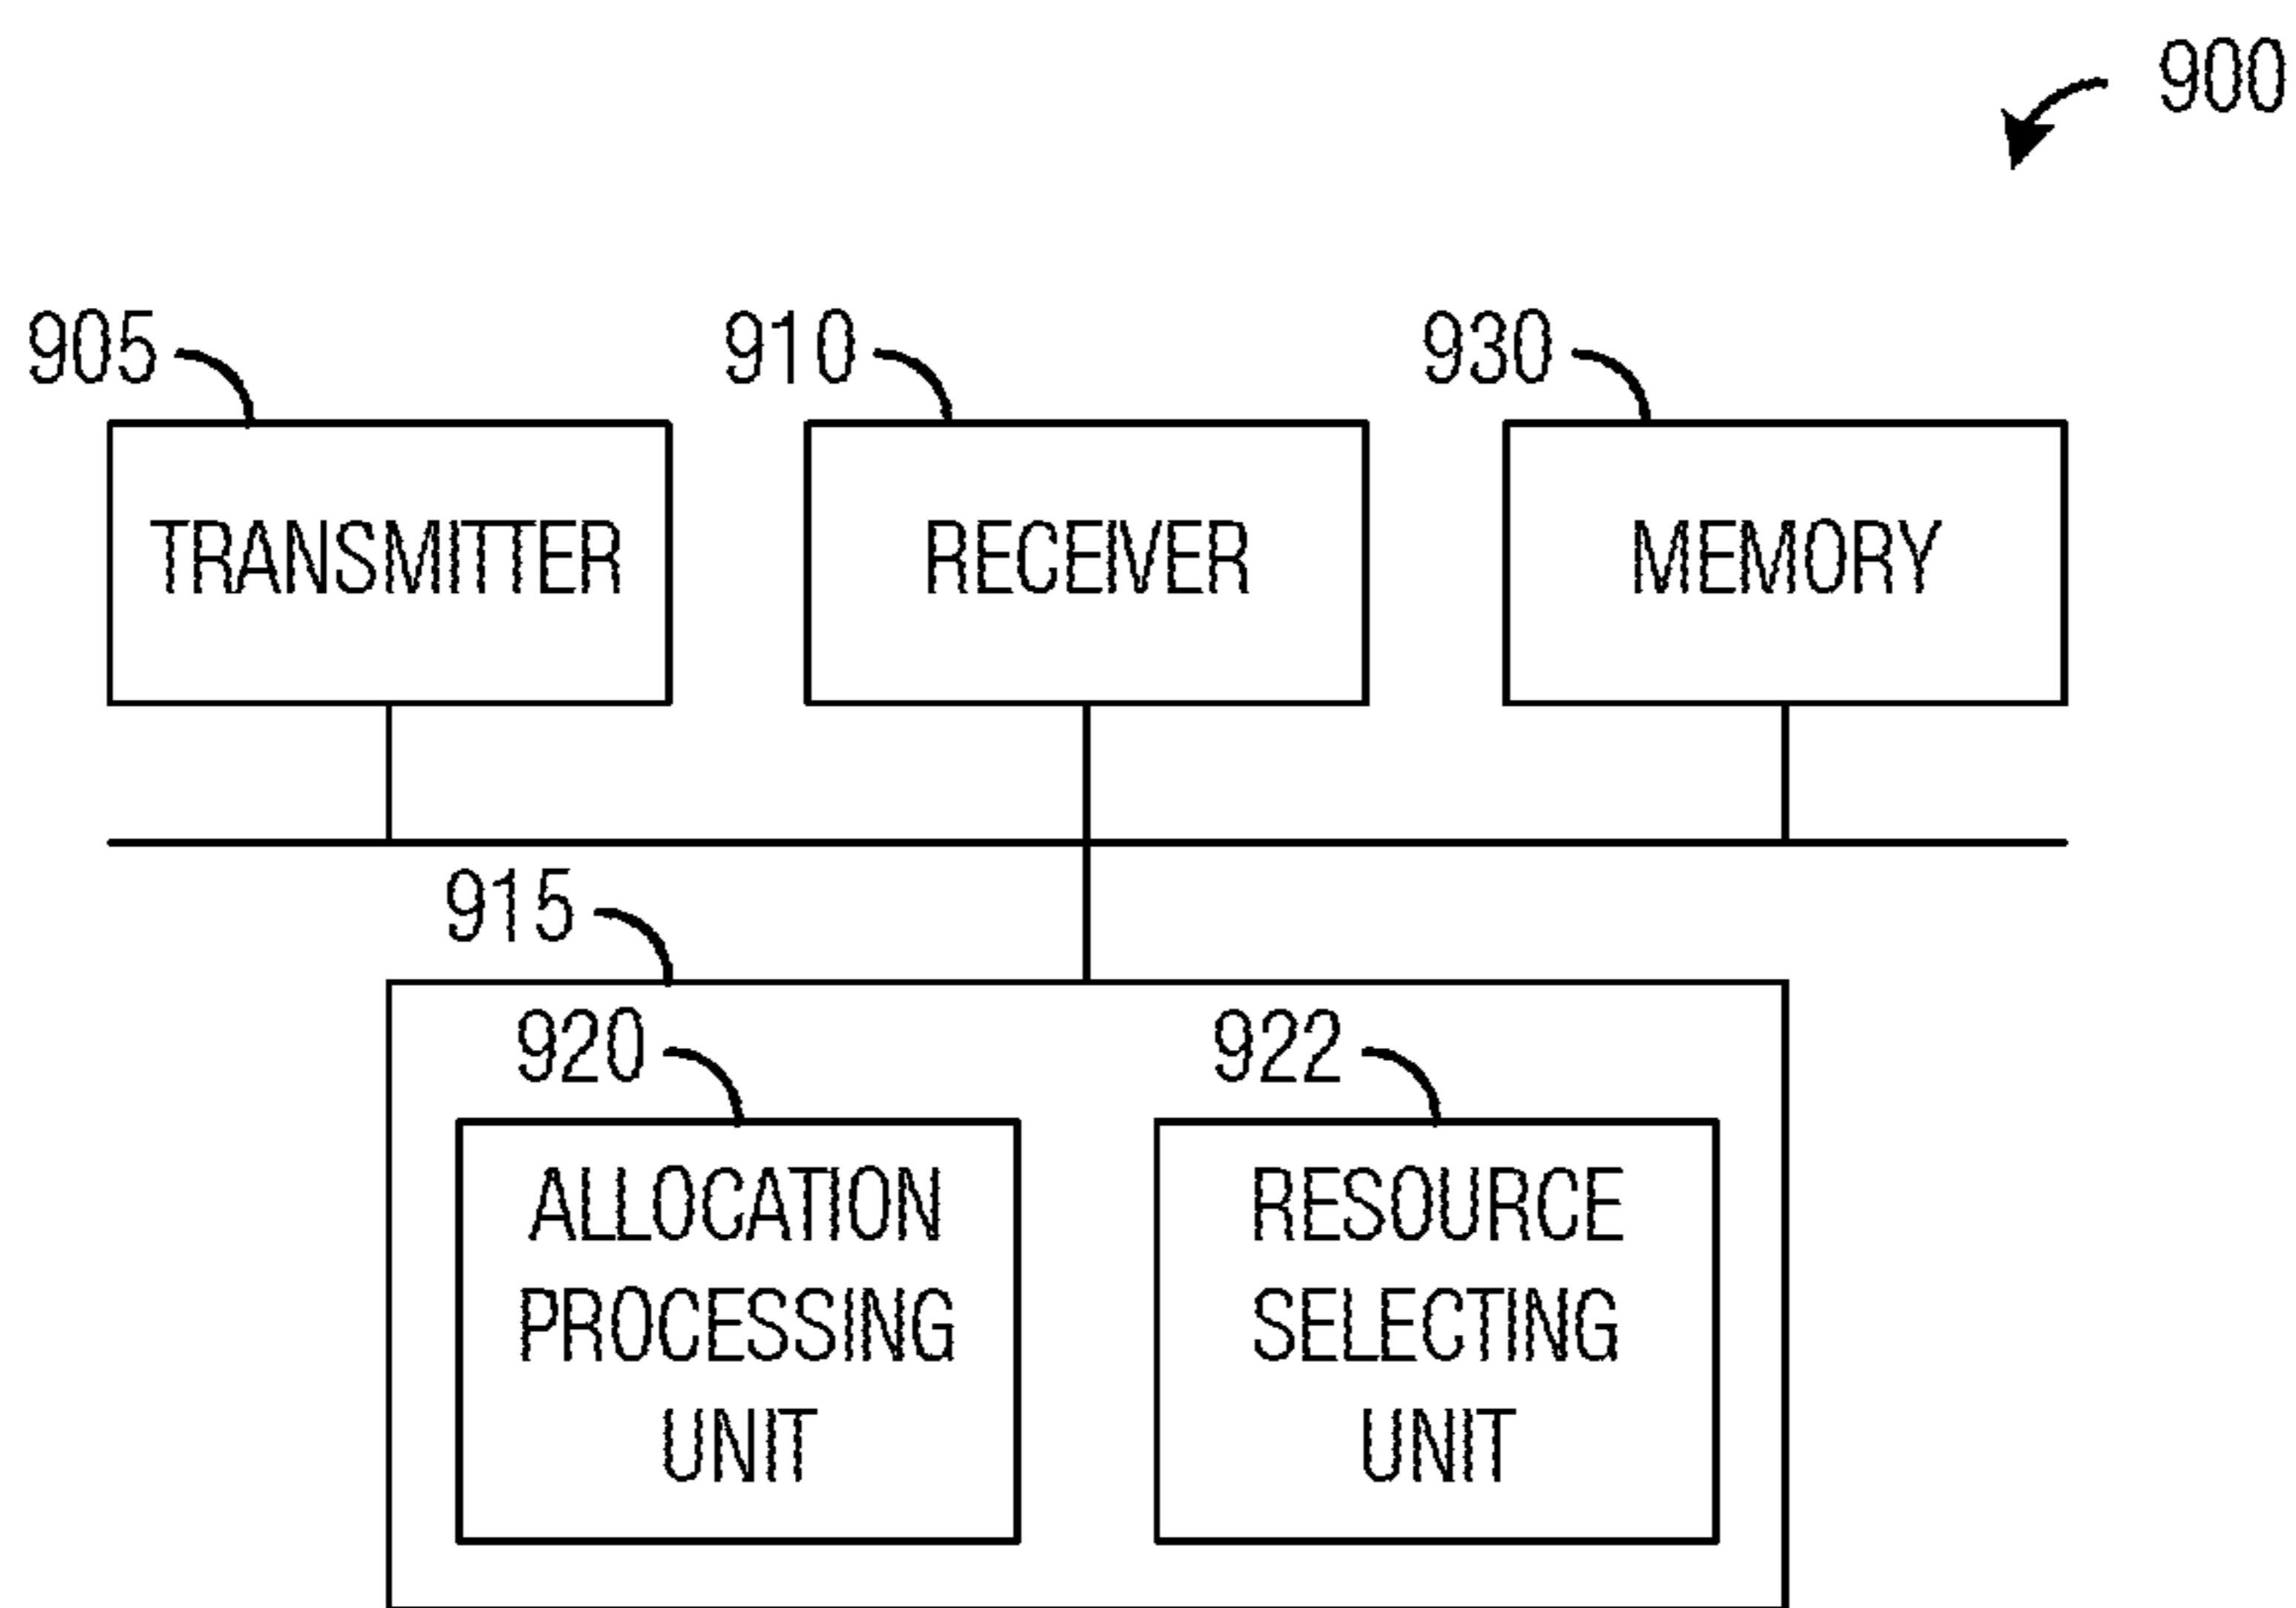 900
905
910
930
TRANSMITTER
RECEIVER
MEMORY
915
920
922
ALLOCATION
PROCESSING
UNIT
RESOURCE
SELECTING
UNIT